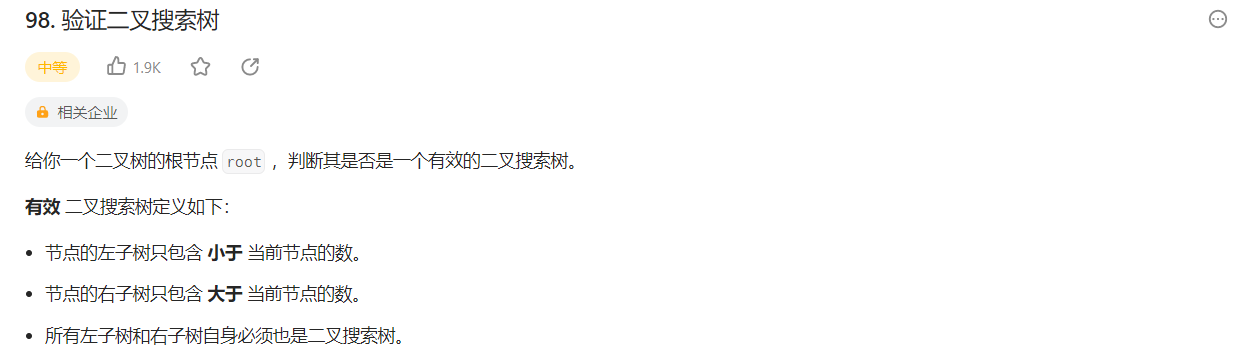 98. 验证二叉搜索树
中等 1.9K
相关企业
给你一个二叉树的根节点 root ，判断其是否是一个有效的二叉搜索树。
有效 二叉搜索树定义如下：
• 节点的左子树只包含 小于 当前节点的数。
• 节点的右子树只包含 大于 当前节点的数。
• 所有左子树和右子树自身必须也是二叉搜索树。